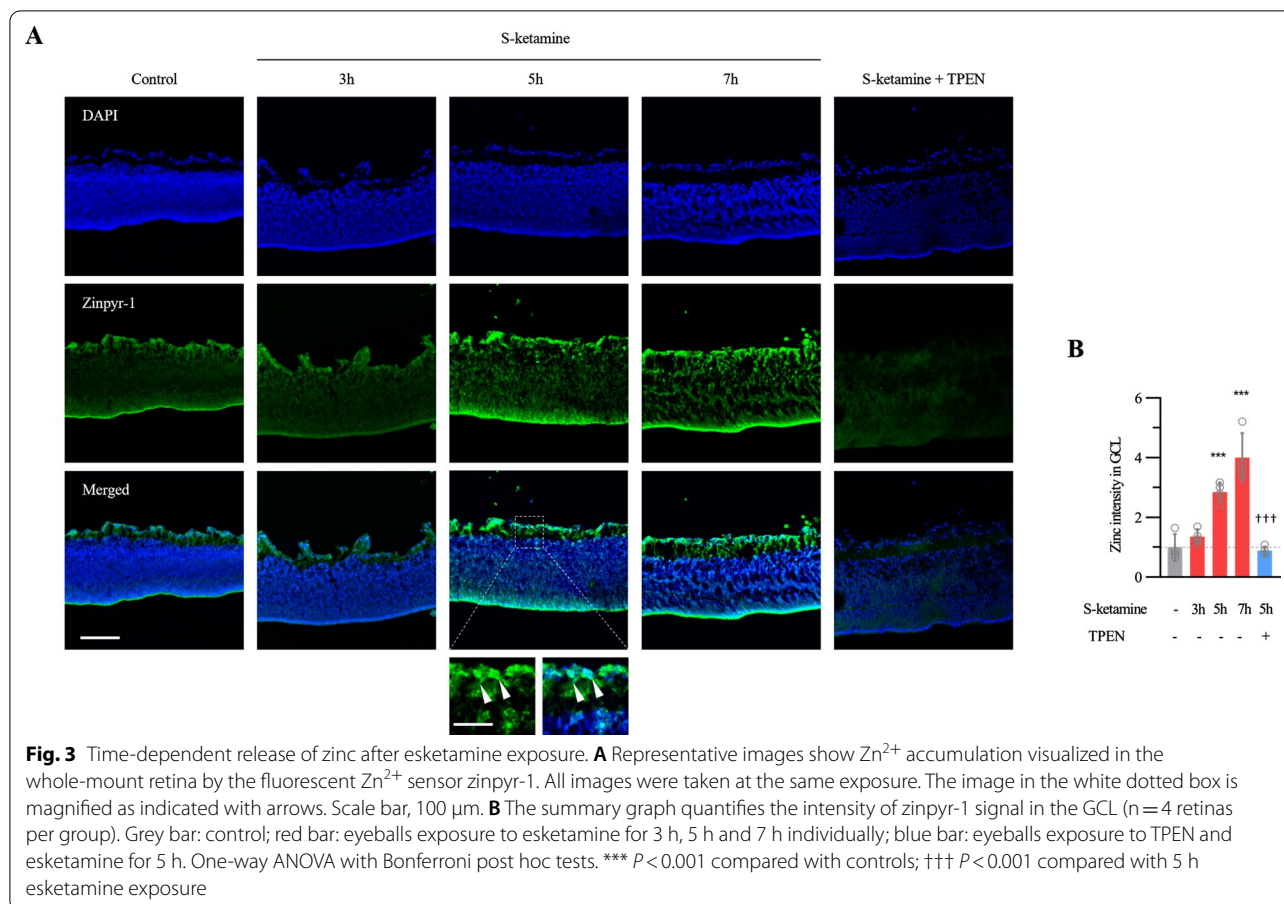 A
S-ketamine
Control
3h
5h
7h
S-ketamine + TPEN
DAPI
Zinpyr-1
Merged
B
Zinc intensity in GCL
6
4
2
0
***
***
†††
S-ketamine - 3h 5h 7h 5h
TPEN - - - - +
Fig. 3 Time-dependent release of zinc after esketamine exposure. A Representative images show Zn²⁺ accumulation visualized in the
whole-mount retina by the fluorescent Zn²⁺ sensor zinpyr-1. All images were taken at the same exposure. The image in the white dotted box is
magnified as indicated with arrows. Scale bar, 100 μm. B The summary graph quantifies the intensity of zinpyr-1 signal in the GCL (n = 4 retinas
per group). Grey bar: control; red bar: eyeballs exposure to esketamine for 3 h, 5 h and 7 h individually; blue bar: eyeballs exposure to TPEN and
esketamine for 5 h. One-way ANOVA with Bonferroni post hoc tests. *** P < 0.001 compared with controls; ††† P < 0.001 compared with 5 h
esketamine exposure